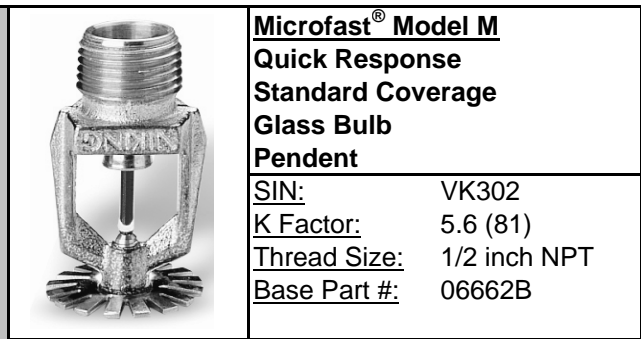 VIKING
Microfast® Model M
Quick Response
Standard Coverage
Glass Bulb
Pendent
SIN: VK302
K Factor: 5.6 (81)
Thread Size: 1/2 inch NPT
Base Part #: 06662B